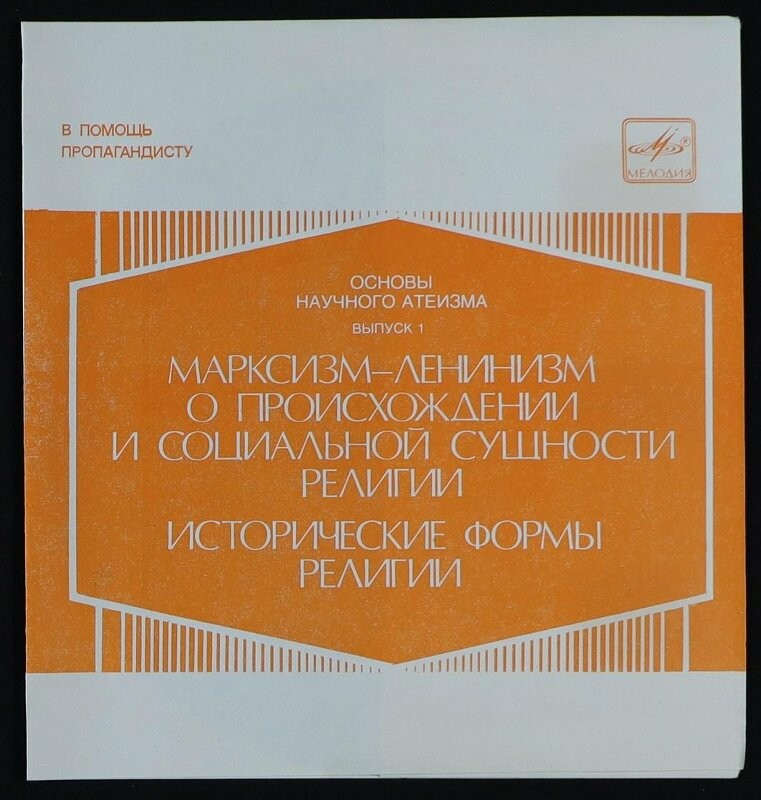 В ПОМОЩЬ
ПРОПАГАНДИСТУ
МЕЛОДИЯ
ОСНОВЫ
НАУЧНОГО АТЕИЗМА
ВЫПУСК 1
МАРКСИЗМ–ЛЕНИНИЗМ
О ПРОИСХОЖДЕНИИ
И СОЦИАЛЬНОЙ СУЩНОСТИ
РЕЛИГИИ
ИСТОРИЧЕСКИЕ ФОРМЫ
РЕЛИГИИ